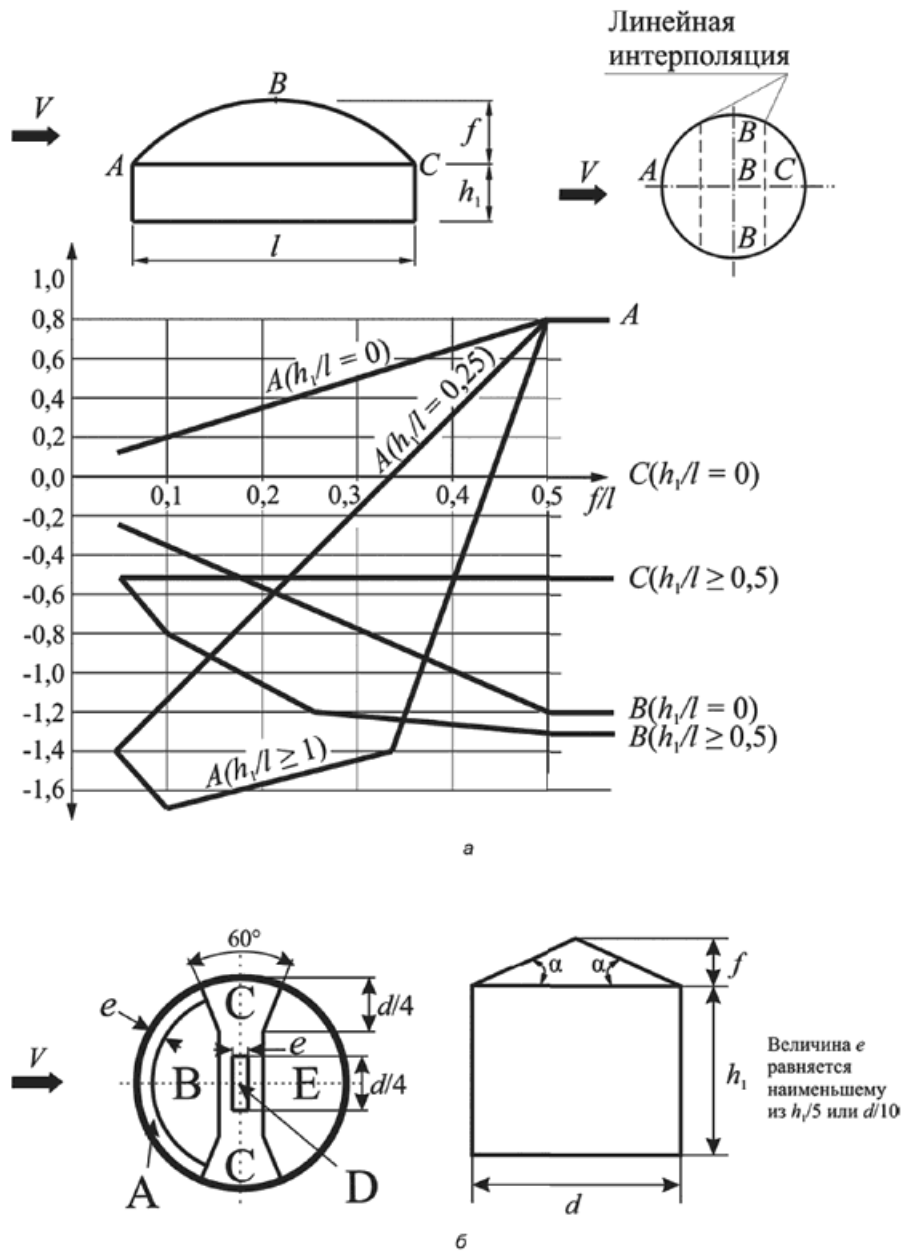 Линейная
интерполяция
V
B
A
C
f
h₁
l
V
A
B
B
C
B
1,0
0,8
0,6
0,4
0,2
0,0
-0,2
-0,4
-0,6
-0,8
-1,0
-1,2
-1,4
-1,6
0,1
0,2
0,3
0,4
0,5
f/l
A(h₁/l = 0)
A(h₁/l = 0,25)
A(h₁/l ≥ 1)
A
C(h₁/l = 0)
C(h₁/l ≥ 0,5)
B(h₁/l = 0)
B(h₁/l ≥ 0,5)
а
60°
C
d/4
e
e
V
B
E
d/4
C
A
D
α
α
f
h₁
d
Величина e
равняется
наименьшему
из h₁/5 или d/10
б